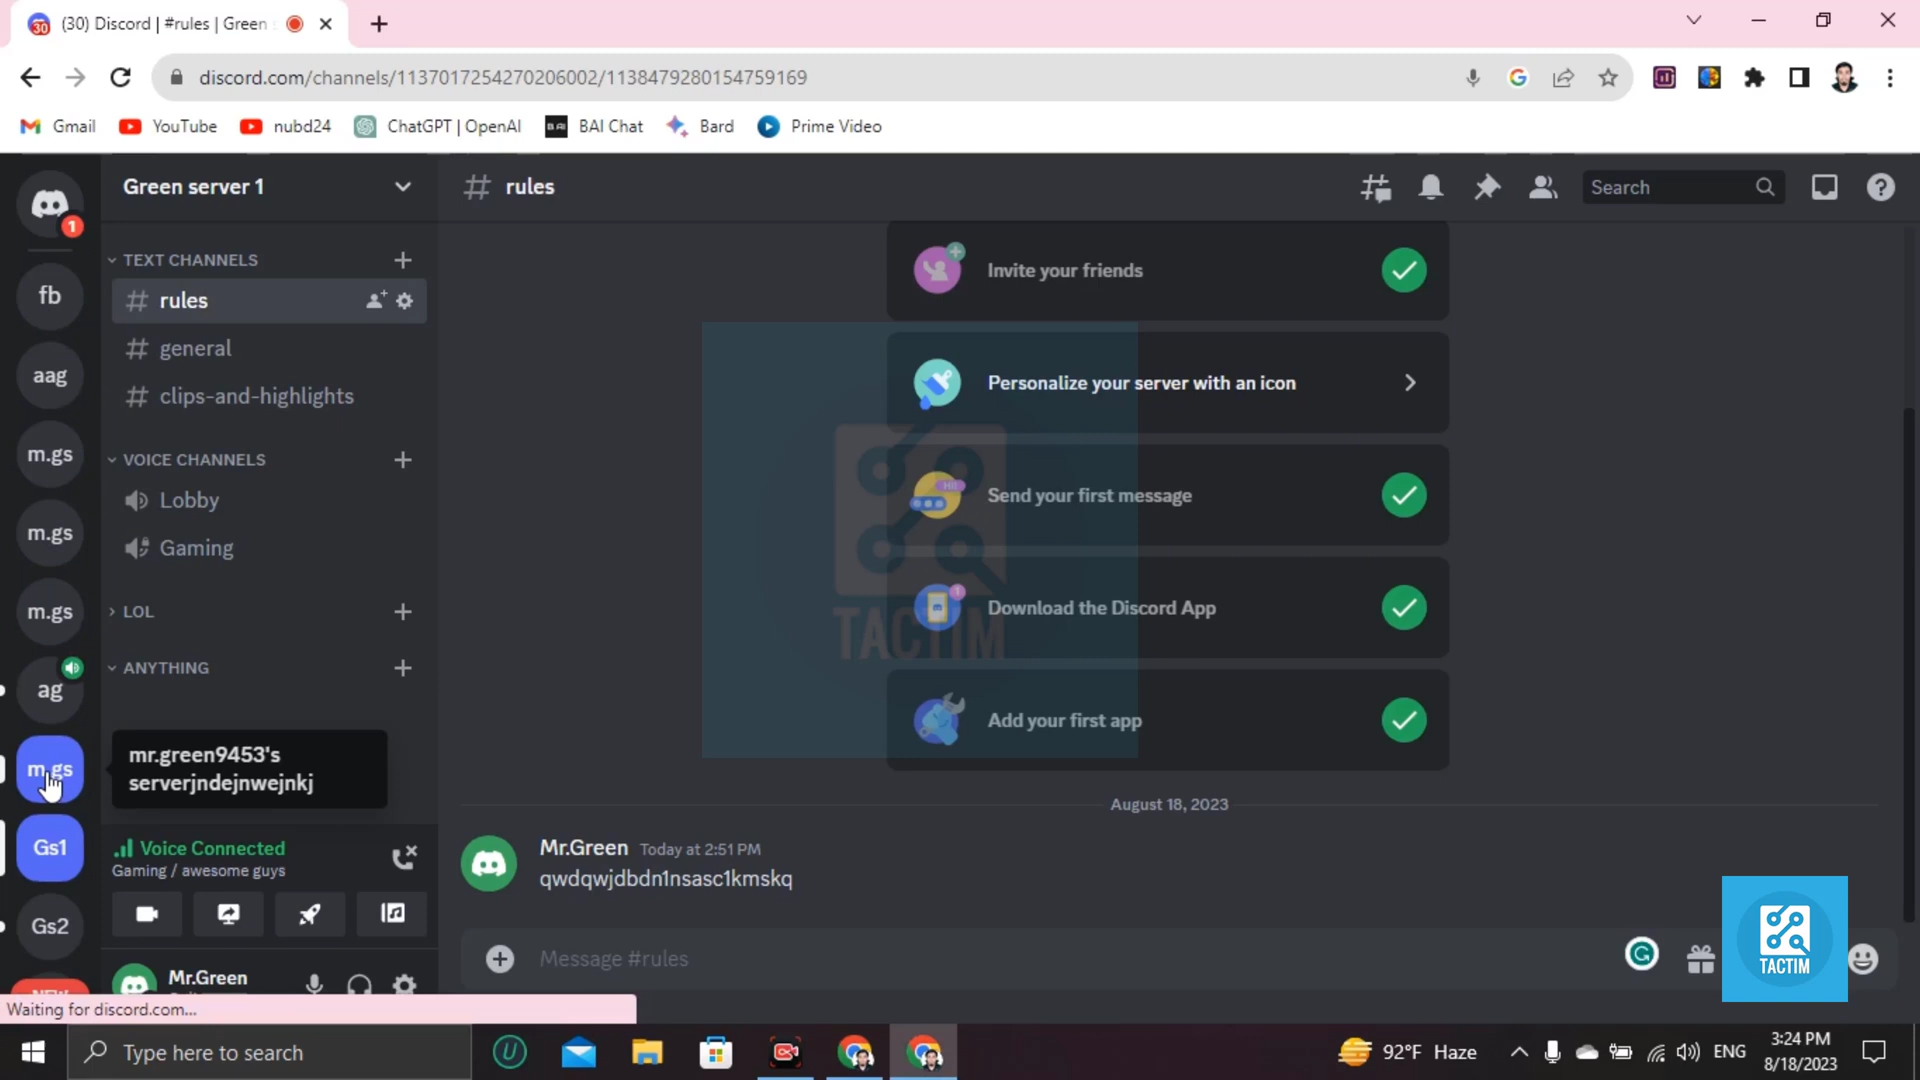 (30) Discord | #rules | Green
discord.com/channels/1137017254270206002/1138479280154759169
Gmail YouTube nubd24 ChatGPT | OpenAI BAI Chat Bard Prime Video
Green server 1
rules
Search
1
fb
aag
m.gs
m.gs
m.gs
ag
m.gs
Gs1
Gs2
NEW
TEXT CHANNELS
rules
general
clips-and-highlights
VOICE CHANNELS
Lobby
Gaming
LOL
ANYTHING
mr.green9453's
serverjndejnwejnkj
Voice Connected
Gaming / awesome guys
Mr.Green
Waiting for discord.com...
Invite your friends
Personalize your server with an icon
Send your first message
Download the Discord App
Add your first app
TACTIM
August 18, 2023
Mr.Green Today at 2:51 PM
qwdqwjdbdn1nsasc1kmskq
Message #rules
TACTIM
Type here to search
92°F Haze
ENG
3:24 PM
8/18/2023